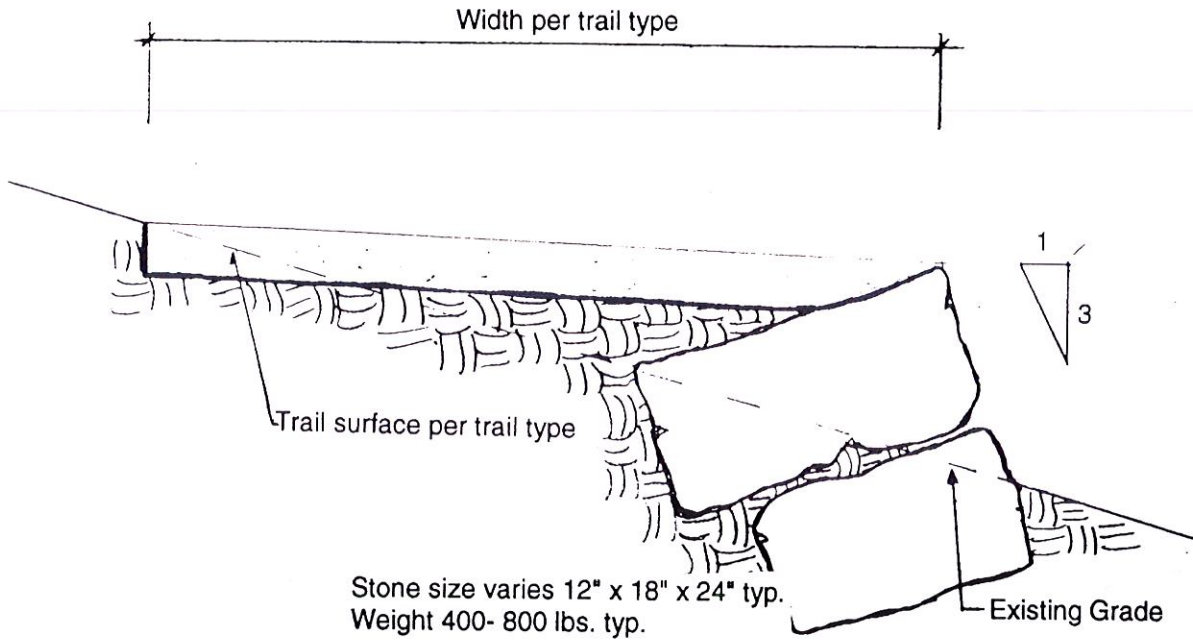 Width per trail type
1
3
Trail surface per trail type
Stone size varies 12" x 18" x 24" typ.
Weight 400- 800 lbs. typ.
Existing Grade